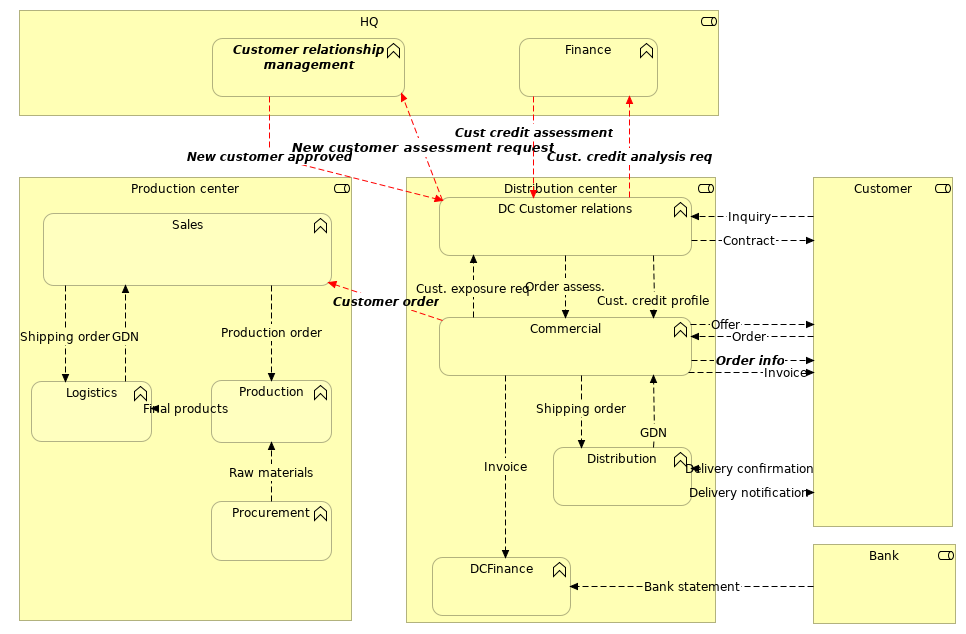 HQ
Customer relationship
management
Finance
Cust credit assessment
New customer assessment request
New customer approved
Cust. credit analysis req
Production center
Distribution center
Customer
Sales
DC Customer relations
Inquiry
Contract
Cust. exposure req
Order assess.
Cust. credit profile
Customer order
Shipping order
GDN
Production order
Commercial
Offer
Order
Order info
Invoice
Logistics
Production
Final products
Shipping order
GDN
Raw materials
Invoice
Distribution
Delivery confirmation
Delivery notification
Procurement
DCFinance
Bank
Bank statement